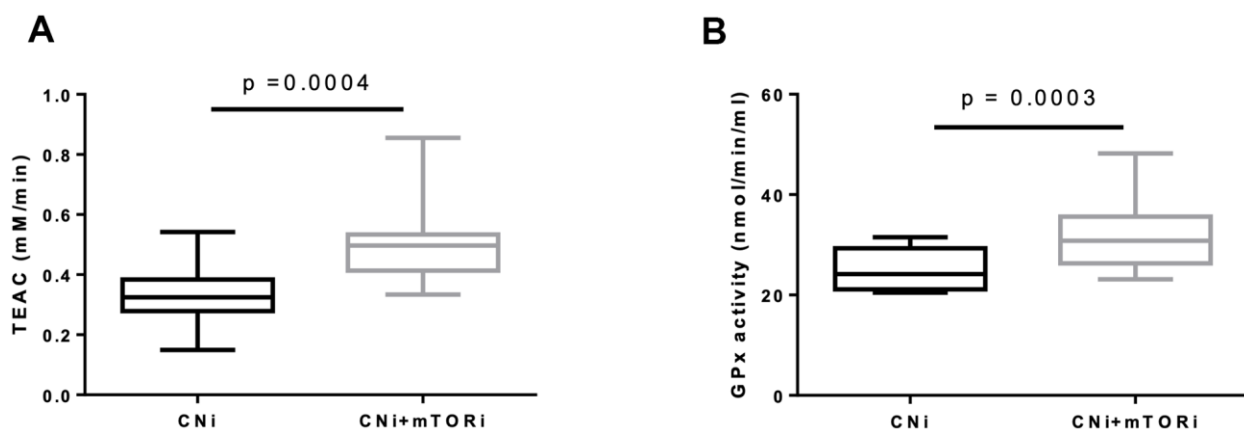 A
p =0.0004
TEAC (mM/min)
1.0
0.8
0.6
0.4
0.2
0.0
CNi
CNi+mTORi
B
p = 0.0003
GPx activity (nmol/min/ml)
60
40
20
0
CNi
CNi+mTORi